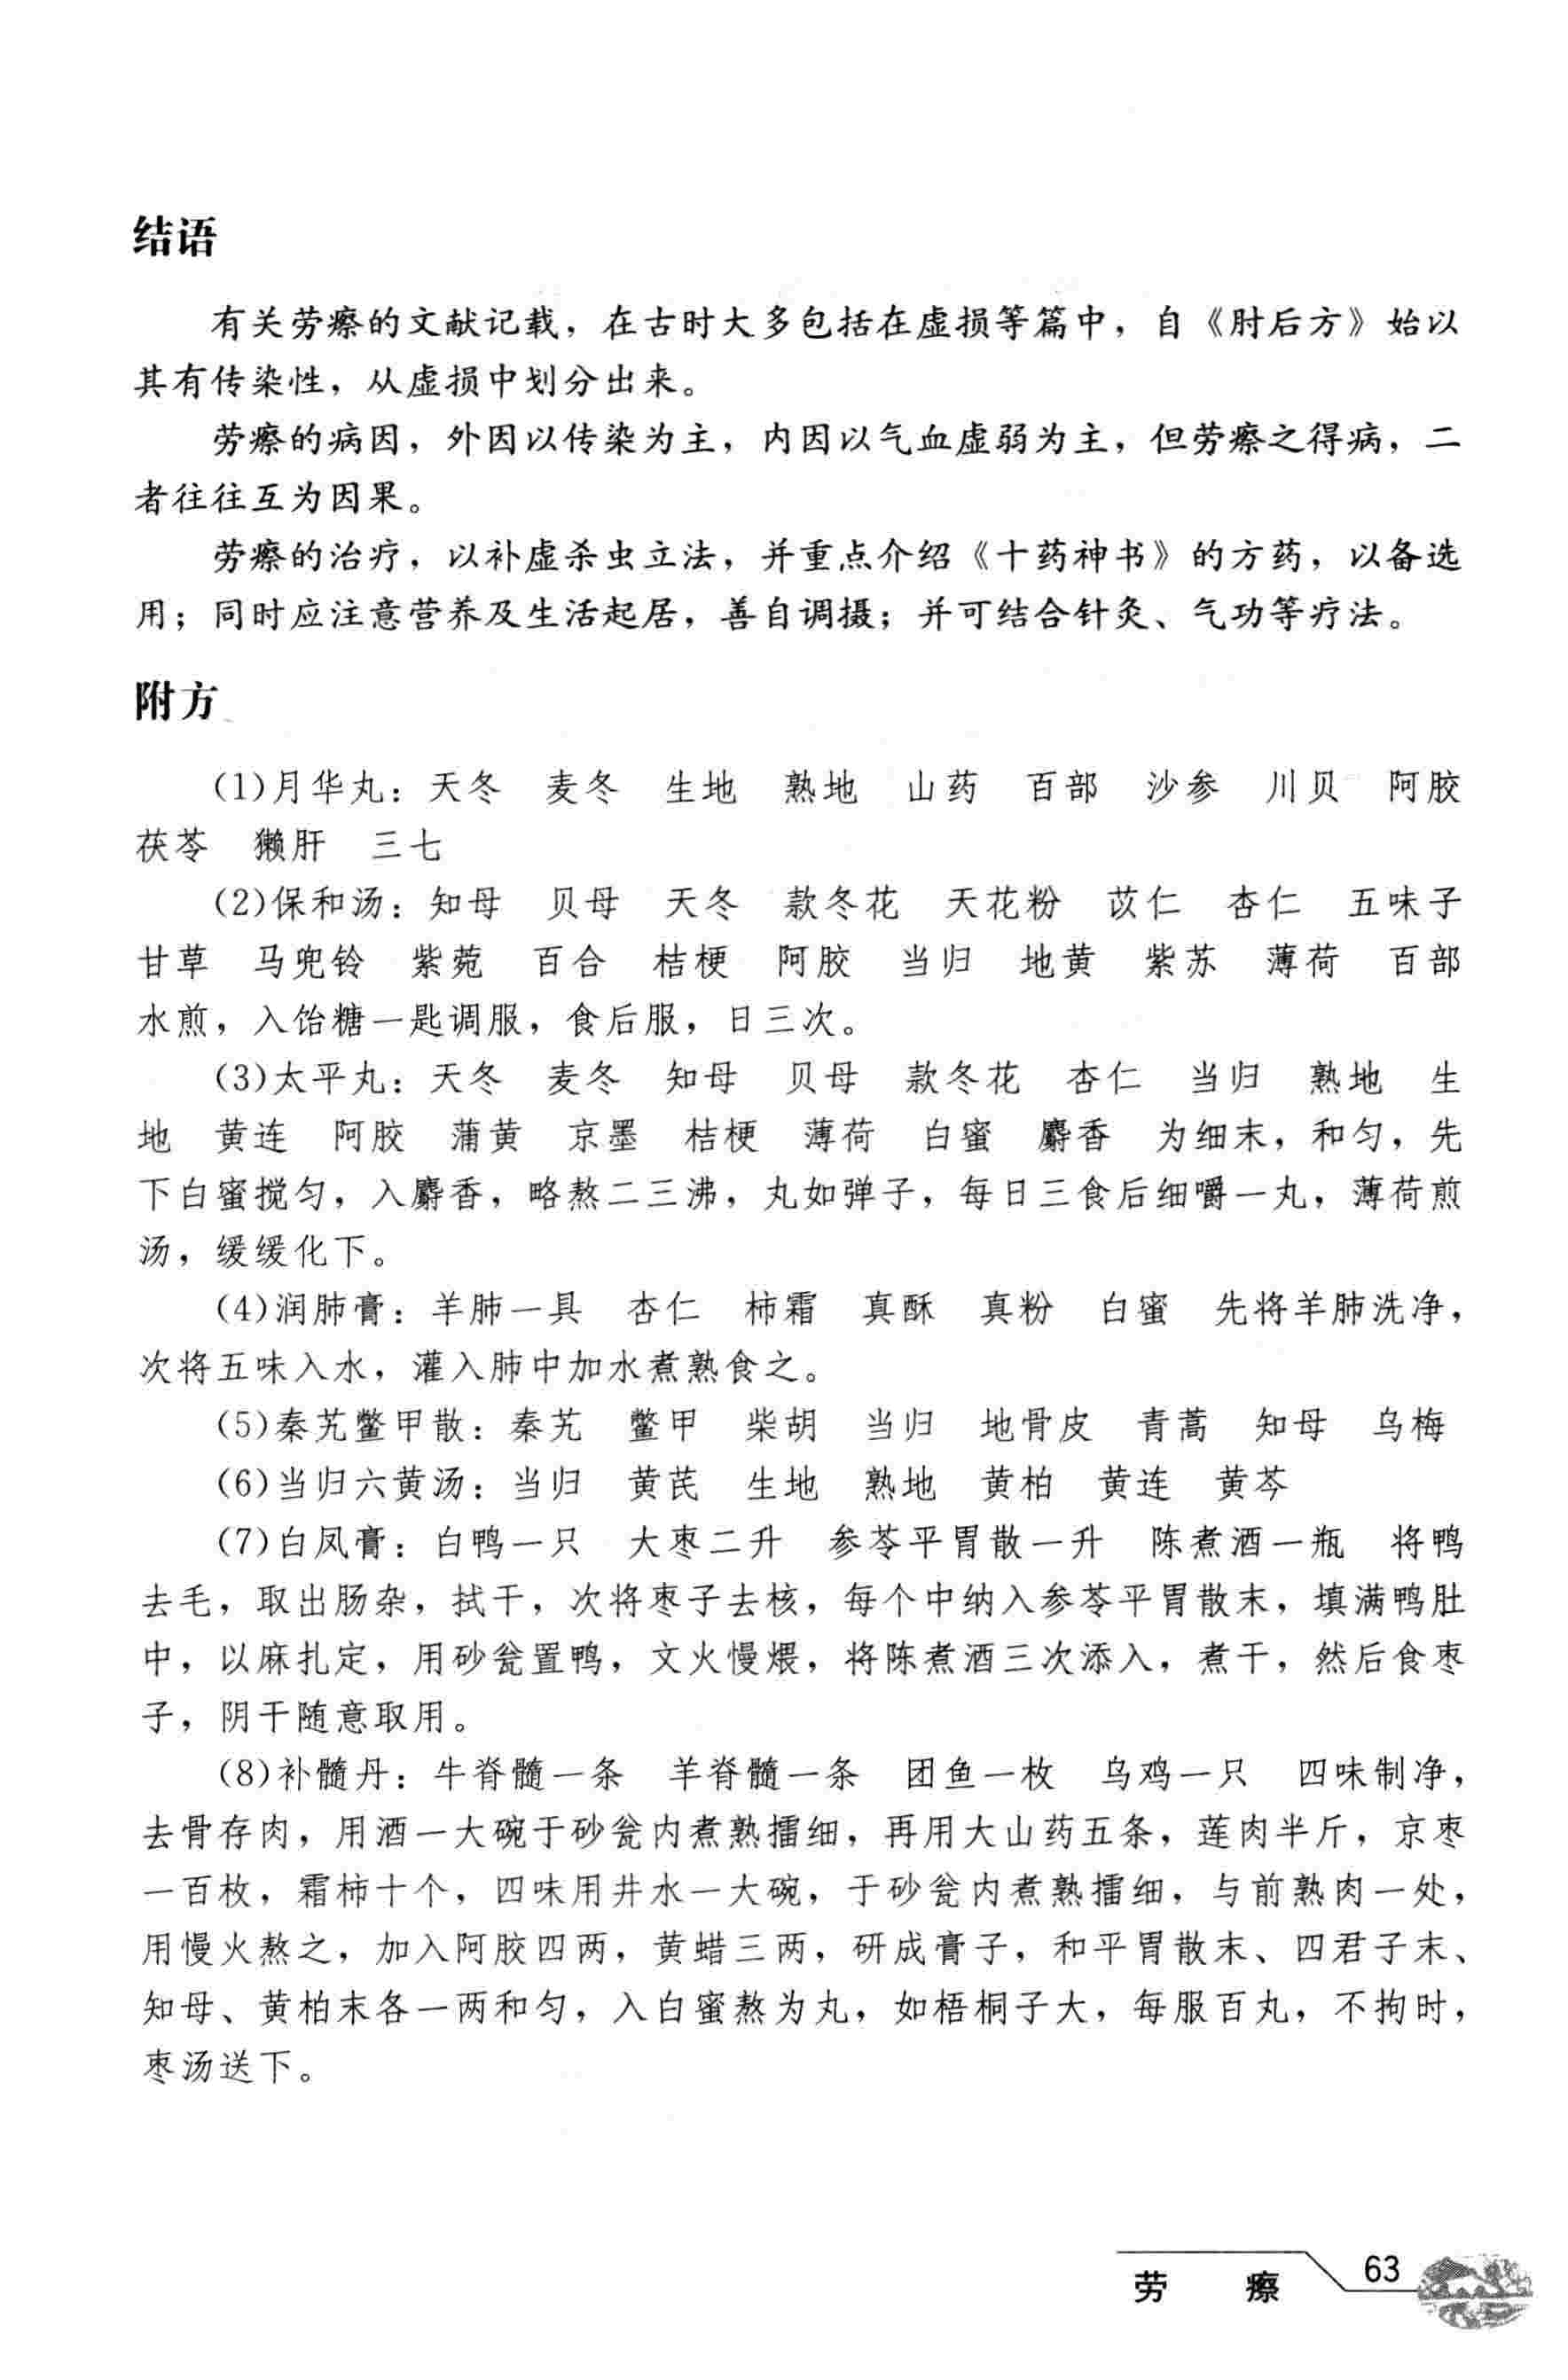 结语
有关劳瘵的文献记载，在古时大多包括在虚损等篇中，自《肘后方》始以
其有传染性，从虚损中划分出来。
劳瘵的病因，外因以传染为主，内因以气血虚弱为主，但劳瘵之得病，二
者往往互为因果。
劳瘵的治疗，以补虚杀虫立法，并重点介绍《十药神书》的方药，以备选
用；同时应注意营养及生活起居，善自调摄；并可结合针灸、气功等疗法。
附方
(1)月华丸：天冬　麦冬　生地　熟地　山药　百部　沙参　川贝　阿胶
茯苓　獭肝　三七
(2)保和汤：知母　贝母　天冬　款冬花　天花粉　苡仁　杏仁　五味子
甘草　马兜铃　紫菀　百合　桔梗　阿胶　当归　地黄　紫苏　薄荷　百部
水煎，入饴糖一匙调服，食后服，日三次。
(3)太平丸：天冬　麦冬　知母　贝母　款冬花　杏仁　当归　熟地　生
地　黄连　阿胶　蒲黄　京墨　桔梗　薄荷　白蜜　麝香　为细末，和匀，先
下白蜜搅匀，入麝香，略熬二三沸，丸如弹子，每日三食后细嚼一丸，薄荷煎
汤，缓缓化下。
(4)润肺膏：羊肺一具　杏仁　柿霜　真酥　真粉　白蜜　先将羊肺洗净，
次将五味入水，灌入肺中加水煮熟食之。
(5)秦艽鳖甲散：秦艽　鳖甲　柴胡　当归　地骨皮　青蒿　知母　乌梅
(6)当归六黄汤：当归　黄芪　生地　熟地　黄柏　黄连　黄芩
(7)白凤膏：白鸭一只　大枣二升　参苓平胃散一升　陈煮酒一瓶　将鸭
去毛，取出肠杂，拭干，次将枣子去核，每个中纳入参苓平胃散末，填满鸭肚
中，以麻扎定，用砂瓮置鸭，文火慢煨，将陈煮酒三次添入，煮干，然后食枣
子，阴干随意取用。
(8)补髓丹：牛脊髓一条　羊脊髓一条　团鱼一枚　乌鸡一只　四味制净，
去骨存肉，用酒一大碗于砂瓮内煮熟擂细，再用大山药五条，莲肉半斤，京枣
一百枚，霜柿十个，四味用井水一大碗，于砂瓮内煮熟擂细，与前熟肉一处，
用慢火熬之，加入阿胶四两，黄蜡三两，研成膏子，和平胃散末、四君子末、
知母、黄柏末各一两和匀，入白蜜熬为丸，如梧桐子大，每服百丸，不拘时，
枣汤送下。
劳　瘵　63